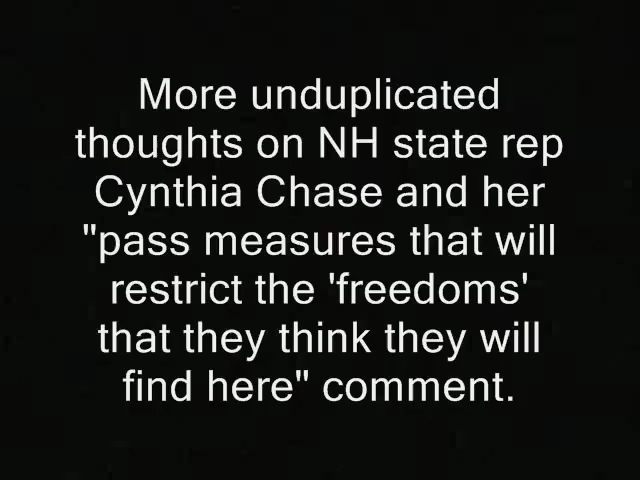 More unduplicated
thoughts on NH state rep
Cynthia Chase and her
"pass measures that will
restrict the 'freedoms'
that they think they will
find here" comment.